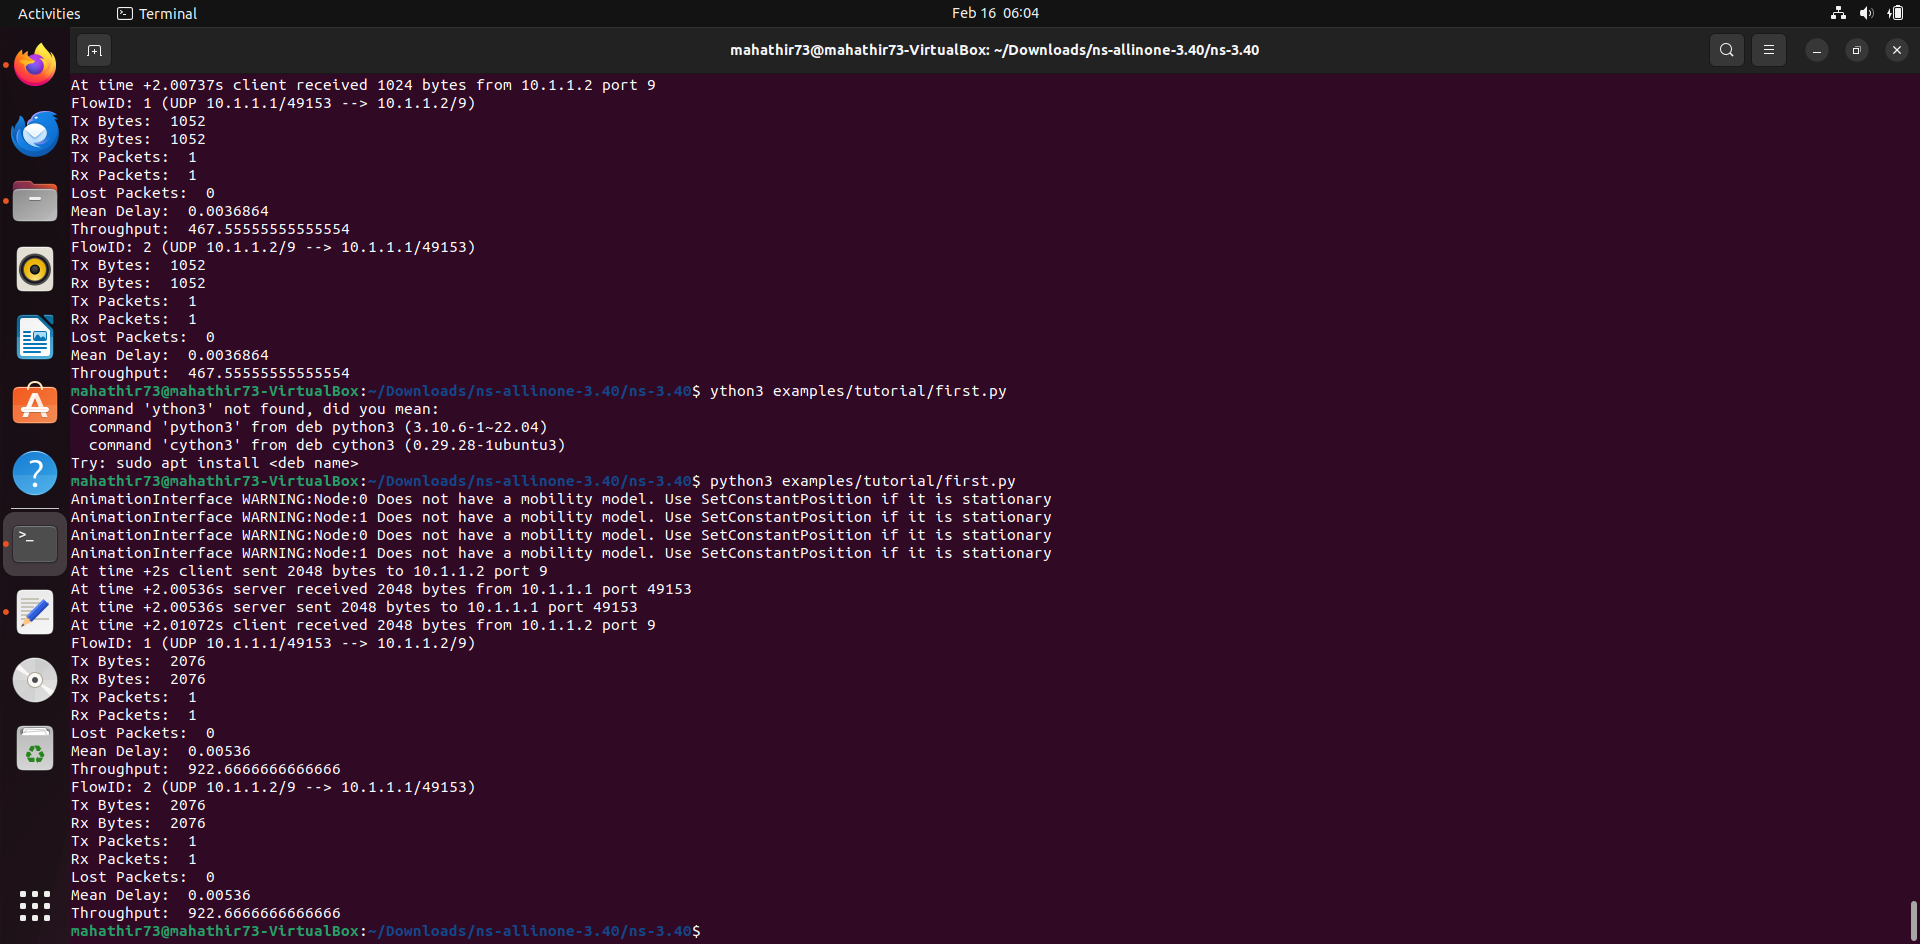 Activities
Terminal
Feb 16 06:04
mahathir73@mahathir73-VirtualBox: ~/Downloads/ns-allinone-3.40/ns-3.40
At time +2.00737s client received 1024 bytes from 10.1.1.2 port 9
FlowID: 1 (UDP 10.1.1.1/49153 --> 10.1.1.2/9)
Tx Bytes:  1052
Rx Bytes:  1052
Tx Packets:  1
Rx Packets:  1
Lost Packets:  0
Mean Delay:  0.0036864
Throughput:  467.55555555555554
FlowID: 2 (UDP 10.1.1.2/9 --> 10.1.1.1/49153)
Tx Bytes:  1052
Rx Bytes:  1052
Tx Packets:  1
Rx Packets:  1
Lost Packets:  0
Mean Delay:  0.0036864
Throughput:  467.55555555555554
mahathir73@mahathir73-VirtualBox:~/Downloads/ns-allinone-3.40/ns-3.40$ ython3 examples/tutorial/first.py
Command 'ython3' not found, did you mean:
  command 'python3' from deb python3 (3.10.6-1~22.04)
  command 'cython3' from deb cython3 (0.29.28-1ubuntu3)
Try: sudo apt install <deb name>
mahathir73@mahathir73-VirtualBox:~/Downloads/ns-allinone-3.40/ns-3.40$ python3 examples/tutorial/first.py
AnimationInterface WARNING:Node:0 Does not have a mobility model. Use SetConstantPosition if it is stationary
AnimationInterface WARNING:Node:1 Does not have a mobility model. Use SetConstantPosition if it is stationary
AnimationInterface WARNING:Node:0 Does not have a mobility model. Use SetConstantPosition if it is stationary
AnimationInterface WARNING:Node:1 Does not have a mobility model. Use SetConstantPosition if it is stationary
At time +2s client sent 2048 bytes to 10.1.1.2 port 9
At time +2.00536s server received 2048 bytes from 10.1.1.1 port 49153
At time +2.00536s server sent 2048 bytes to 10.1.1.1 port 49153
At time +2.01072s client received 2048 bytes from 10.1.1.2 port 9
FlowID: 1 (UDP 10.1.1.1/49153 --> 10.1.1.2/9)
Tx Bytes:  2076
Rx Bytes:  2076
Tx Packets:  1
Rx Packets:  1
Lost Packets:  0
Mean Delay:  0.00536
Throughput:  922.6666666666666
FlowID: 2 (UDP 10.1.1.2/9 --> 10.1.1.1/49153)
Tx Bytes:  2076
Rx Bytes:  2076
Tx Packets:  1
Rx Packets:  1
Lost Packets:  0
Mean Delay:  0.00536
Throughput:  922.6666666666666
mahathir73@mahathir73-VirtualBox:~/Downloads/ns-allinone-3.40/ns-3.40$